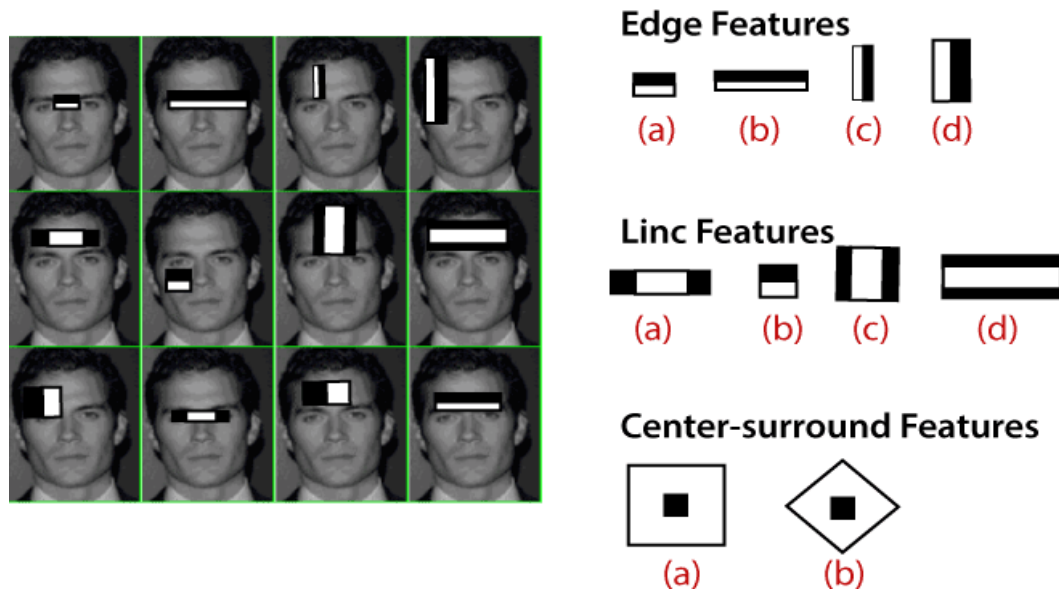 Edge Features
(a) (b) (c) (d)
Linc Features
(a) (b) (c) (d)
Center-surround Features
(a) (b)